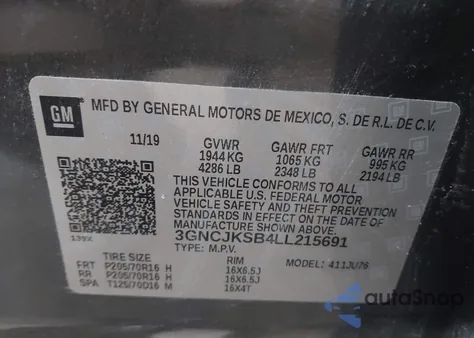 GM
MFD BY GENERAL MOTORS DE MEXICO, S. DE R.L. DE C.V.
11/19 GVWR GAWR FRT GAWR RR
1944 KG 1065 KG 995 KG
4286 LB 2348 LB 2194 LB
THIS VEHICLE CONFORMS TO ALL
APPLICABLE U.S. FEDERAL MOTOR
VEHICLE SAFETY, BUMPER, AND THEFT PREVENTION
STANDARDS IN EFFECT ON THE DATE OF
MANUFACTURE SHOWN ABOVE.
3GNCJKSB4LL215691
TYPE: M.P.V.
139X
TIRE SIZE RIM MODEL: 411JU76
FRT P205/70R16 H 16X6.5J
RR P205/70R16 H 16X6.5J
SPA T125/70D16 M 16X4T
autoSnap